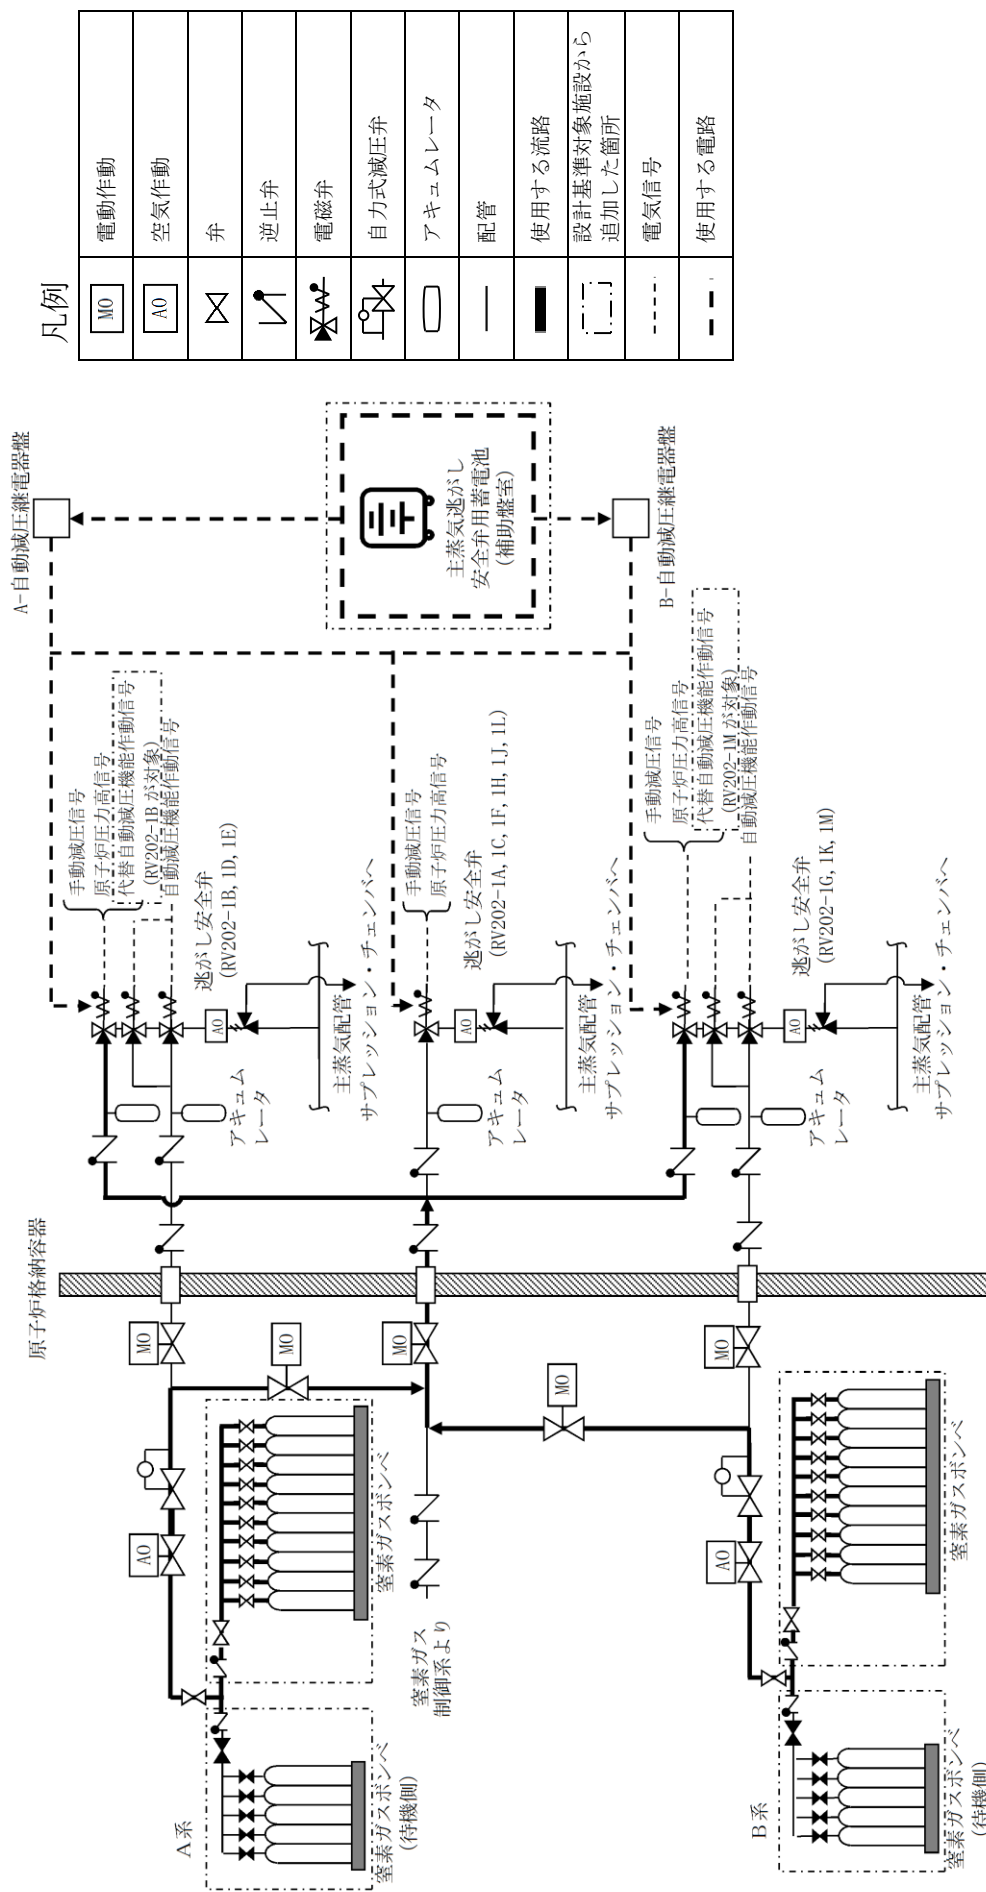 凡例
MO
電動作動
AO
空気作動
弁
逆止弁
電磁弁
自力式減圧弁
アキュムレータ
配管
使用する流路
設計基準対象施設から
追加した箇所
電気信号
使用する電路
A-自動減圧継電器盤
主蒸気逃がし
安全弁用蓄電池
(補助盤室)
B-自動減圧継電器盤
手動減圧信号
原子炉圧力高信号
代替自動減圧機能作動信号
(RV202-1B が対象)
自動減圧機能作動信号
逃がし安全弁
(RV202-1B, 1D, 1E)
AO
アキュム
レータ
主蒸気配管
サプレッション・チェンバへ
手動減圧信号
原子炉圧力高信号
逃がし安全弁
(RV202-1A, 1C, 1F, 1H, 1J, 1L)
AO
アキュム
レータ
主蒸気配管
サプレッション・チェンバへ
手動減圧信号
原子炉圧力高信号
代替自動減圧機能作動信号
(RV202-1M が対象)
自動減圧機能作動信号
逃がし安全弁
(RV202-1G, 1K, 1M)
AO
アキュム
レータ
主蒸気配管
サプレッション・チェンバへ
原子炉格納容器
MO
MO
MO
MO
MO
AO
AO
窒素ガスボンベ
窒素ガス
制御系より
窒素ガスボンベ
A系
窒素ガスボンベ
(待機側)
B系
窒素ガスボンベ
(待機側)